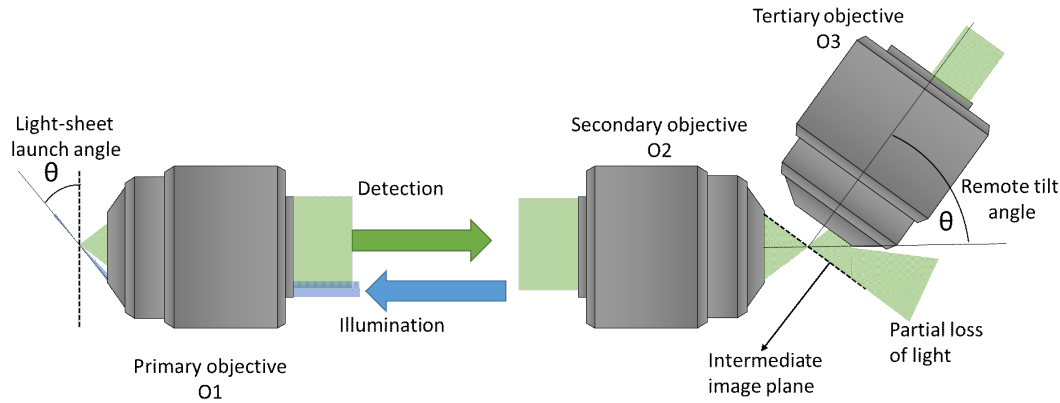 Tertiary objective
O3
Light-sheet
launch angle
θ
Secondary objective
O2
Detection
Remote tilt
angle
θ
Illumination
Partial loss
of light
Primary objective
O1
Intermediate
image plane